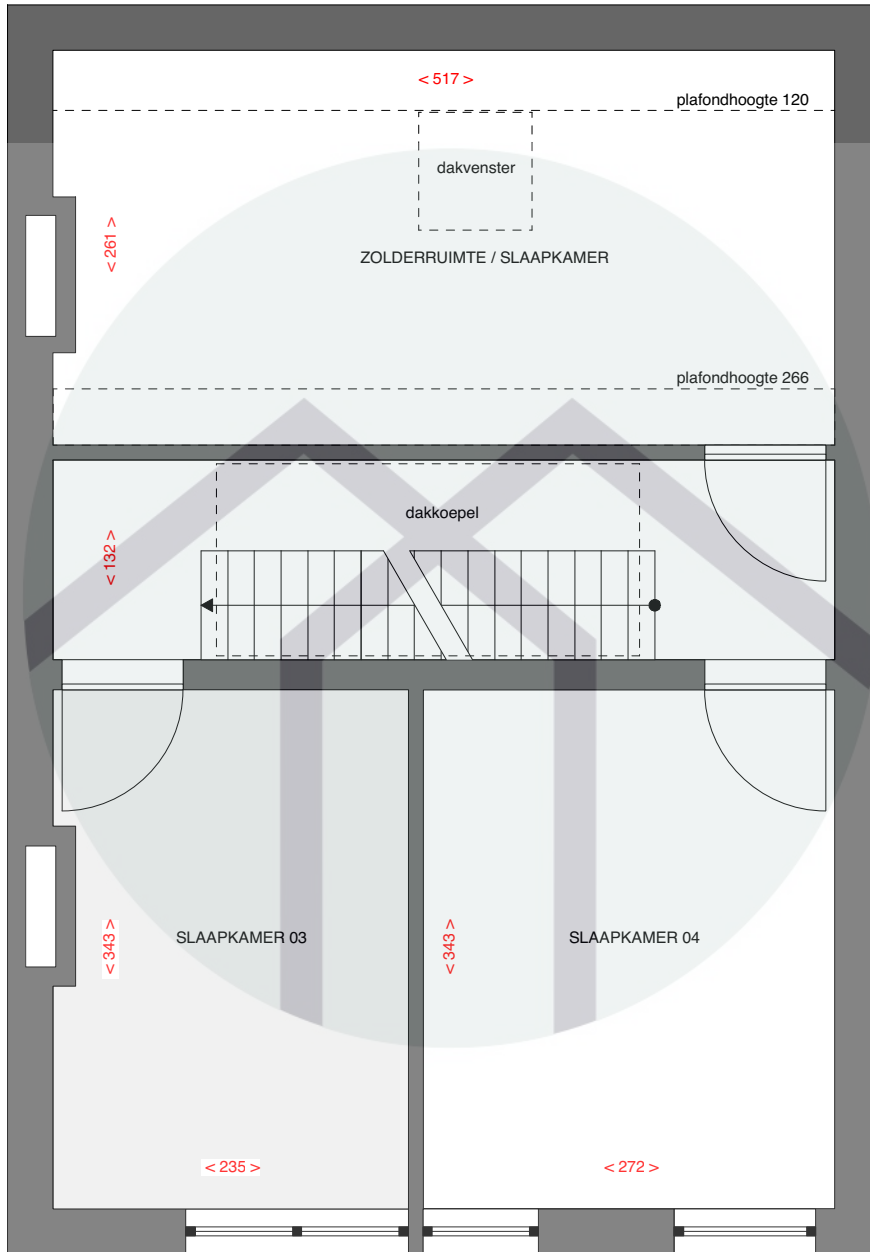 < 517 >
plafondhoogte 120
dakvenster
< 261 >
ZOLDERRUIMTE / SLAAPKAMER
plafondhoogte 266
dakkoepel
< 132 >
SLAAPKAMER 03
< 343 >
SLAAPKAMER 04
< 343 >
< 235 >
< 272 >